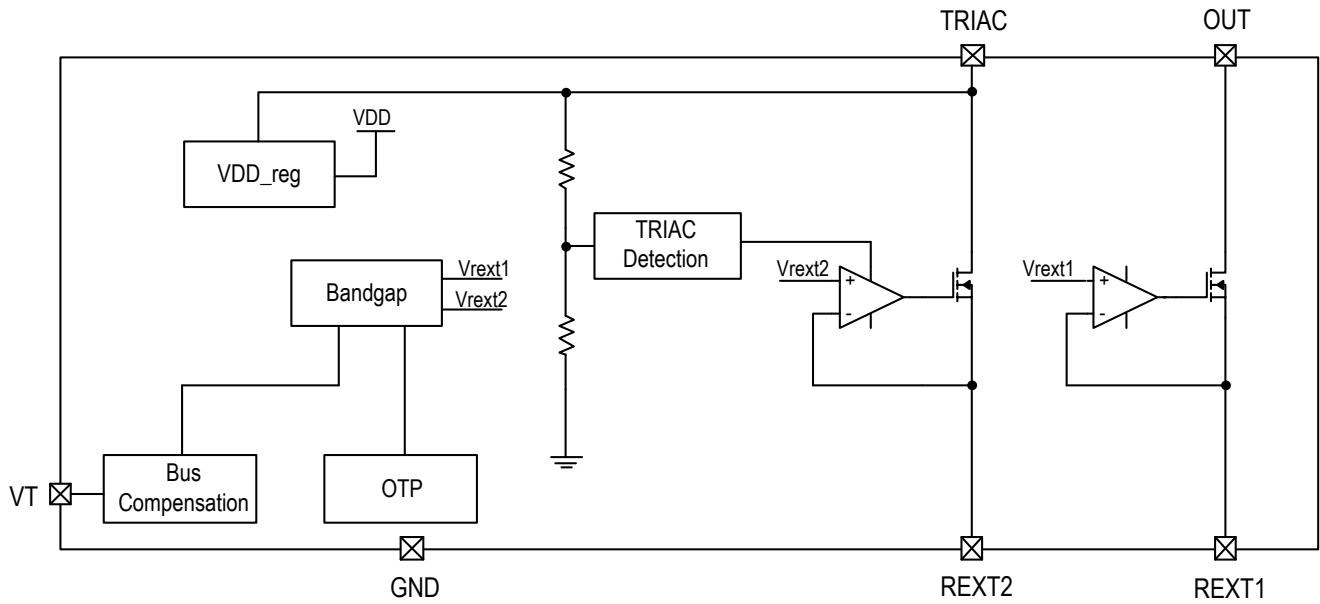 TRIAC
OUT
VDD
VDD_reg
TRIAC
Detection
Vrext1
Vrext2
Bandgap
Vrext2
+
-
Vrext1
+
-
VT
Bus
Compensation
OTP
GND
REXT2
REXT1